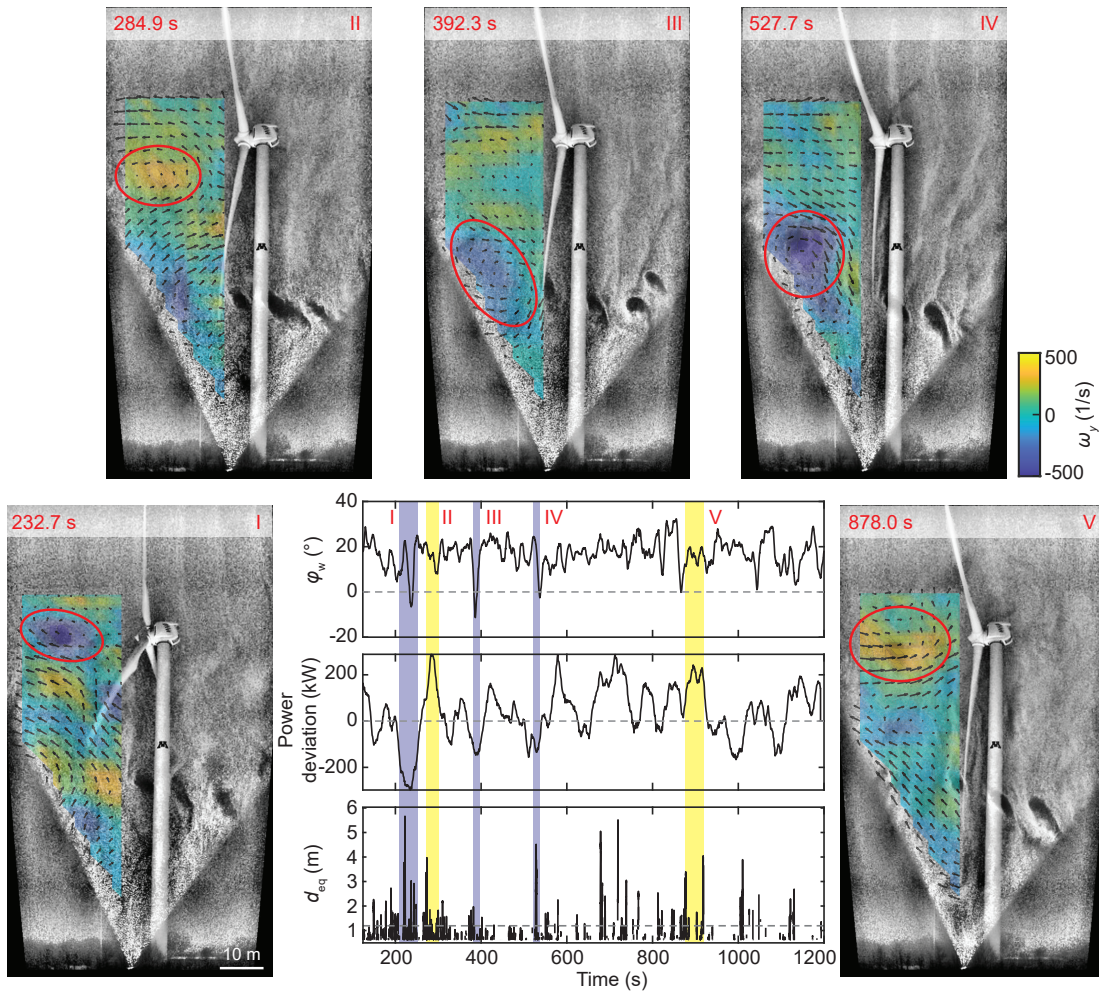 284.9 s II
392.3 s III
527.7 s IV
500
0
-500
ω_y (1/s)
232.7 s I
10 m
40
20
0
-20
φ_w (°)
I II III IV V
200
0
-200
Power
deviation (kW)
6
5
4
3
2
1
d_eq (m)
200 400 600 800 1000 1200
Time (s)
878.0 s V
M
M
M
M
M